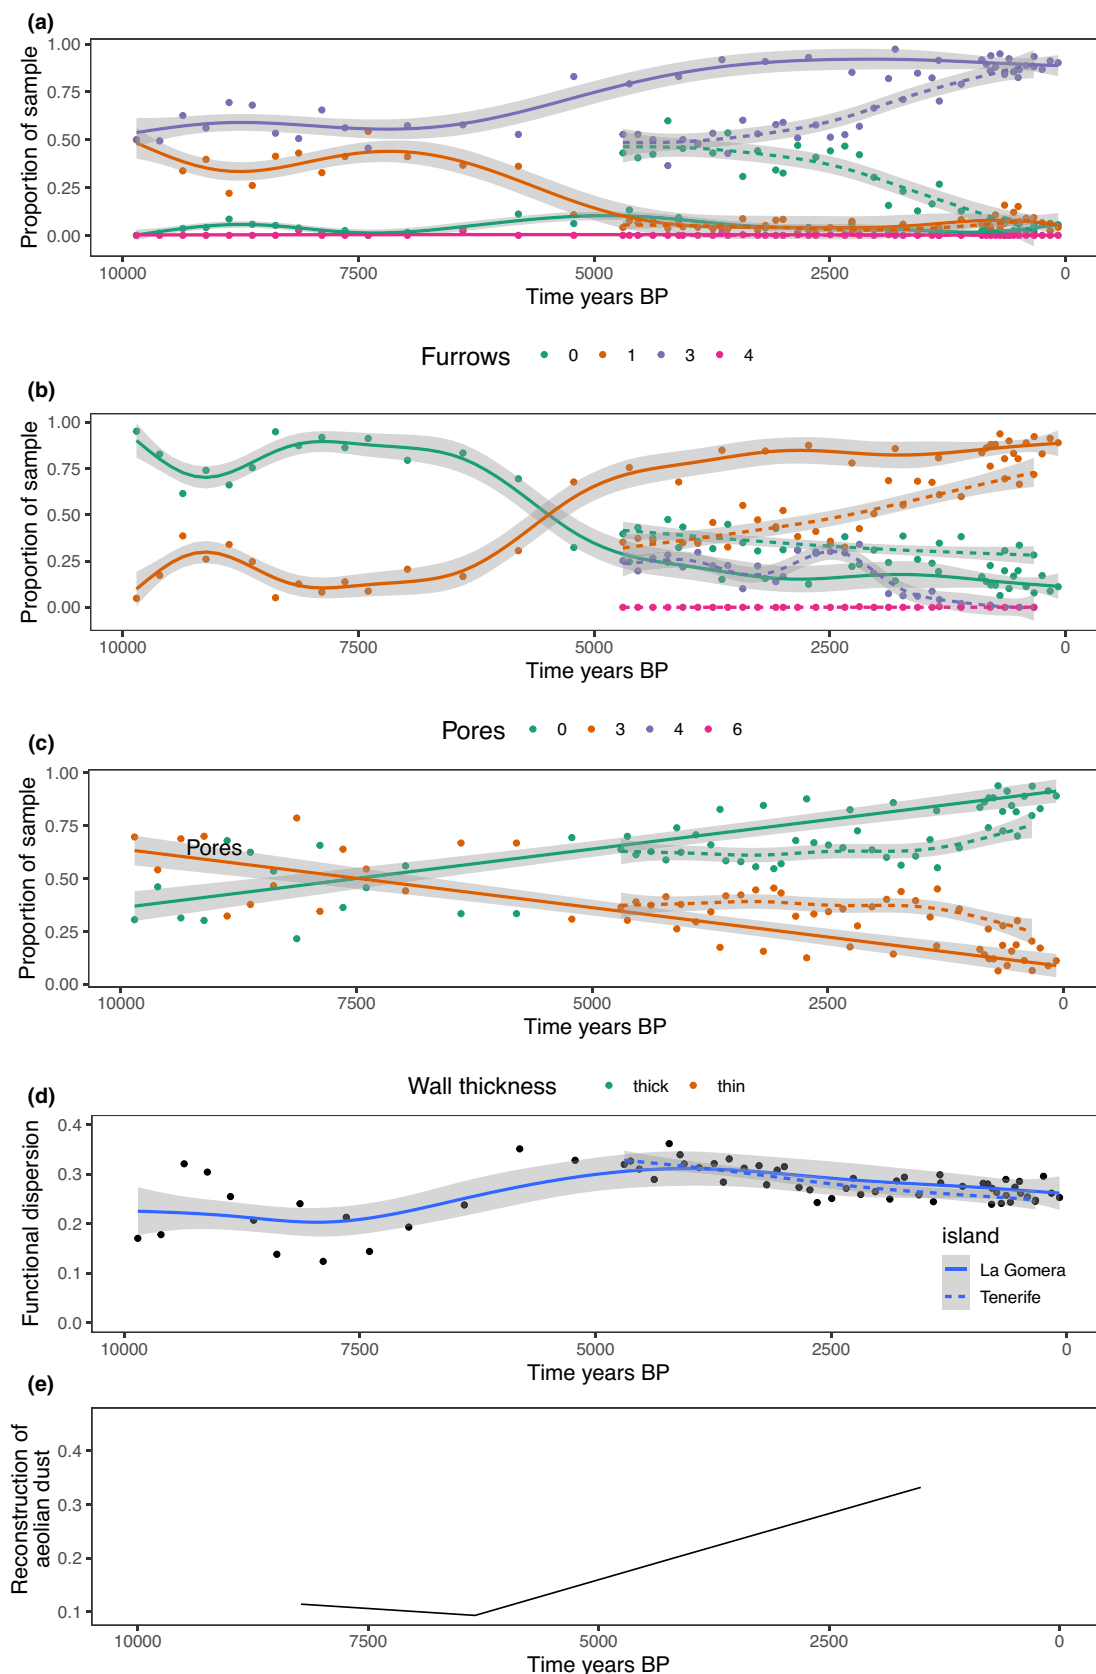 (a)
1.00
0.75
0.50
0.25
0.00
Proportion of sample
10000 7500 5000 2500 0
Time years BP
Furrows 0 1 3 4
(b)
1.00
0.75
0.50
0.25
0.00
Proportion of sample
10000 7500 5000 2500 0
Time years BP
Pores 0 3 4 6
(c)
1.00
0.75
0.50
0.25
0.00
Proportion of sample
Pores
10000 7500 5000 2500 0
Time years BP
Wall thickness thick thin
(d)
0.4
0.3
0.2
0.1
0.0
Functional dispersion
island
La Gomera
Tenerife
10000 7500 5000 2500 0
Time years BP
(e)
0.4
0.3
0.2
0.1
Reconstruction of
aeolian dust
10000 7500 5000 2500 0
Time years BP